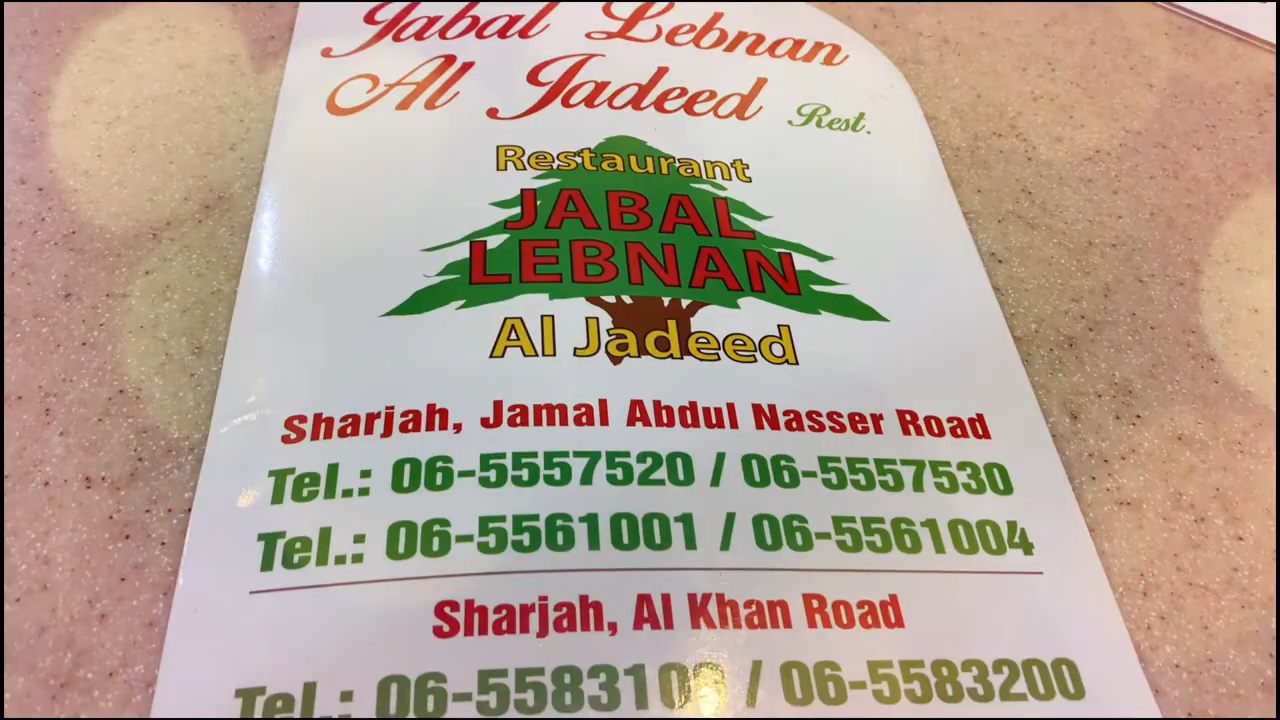 Jabal Lebnan
Al Jadeed Rest.
Restaurant
JABAL
LEBNAN
Al Jadeed
Sharjah, Jamal Abdul Nasser Road
Tel.: 06-5557520 / 06-5557530
Tel.: 06-5561001 / 06-5561004
Sharjah, Al Khan Road
Tel.: / 06-5583200